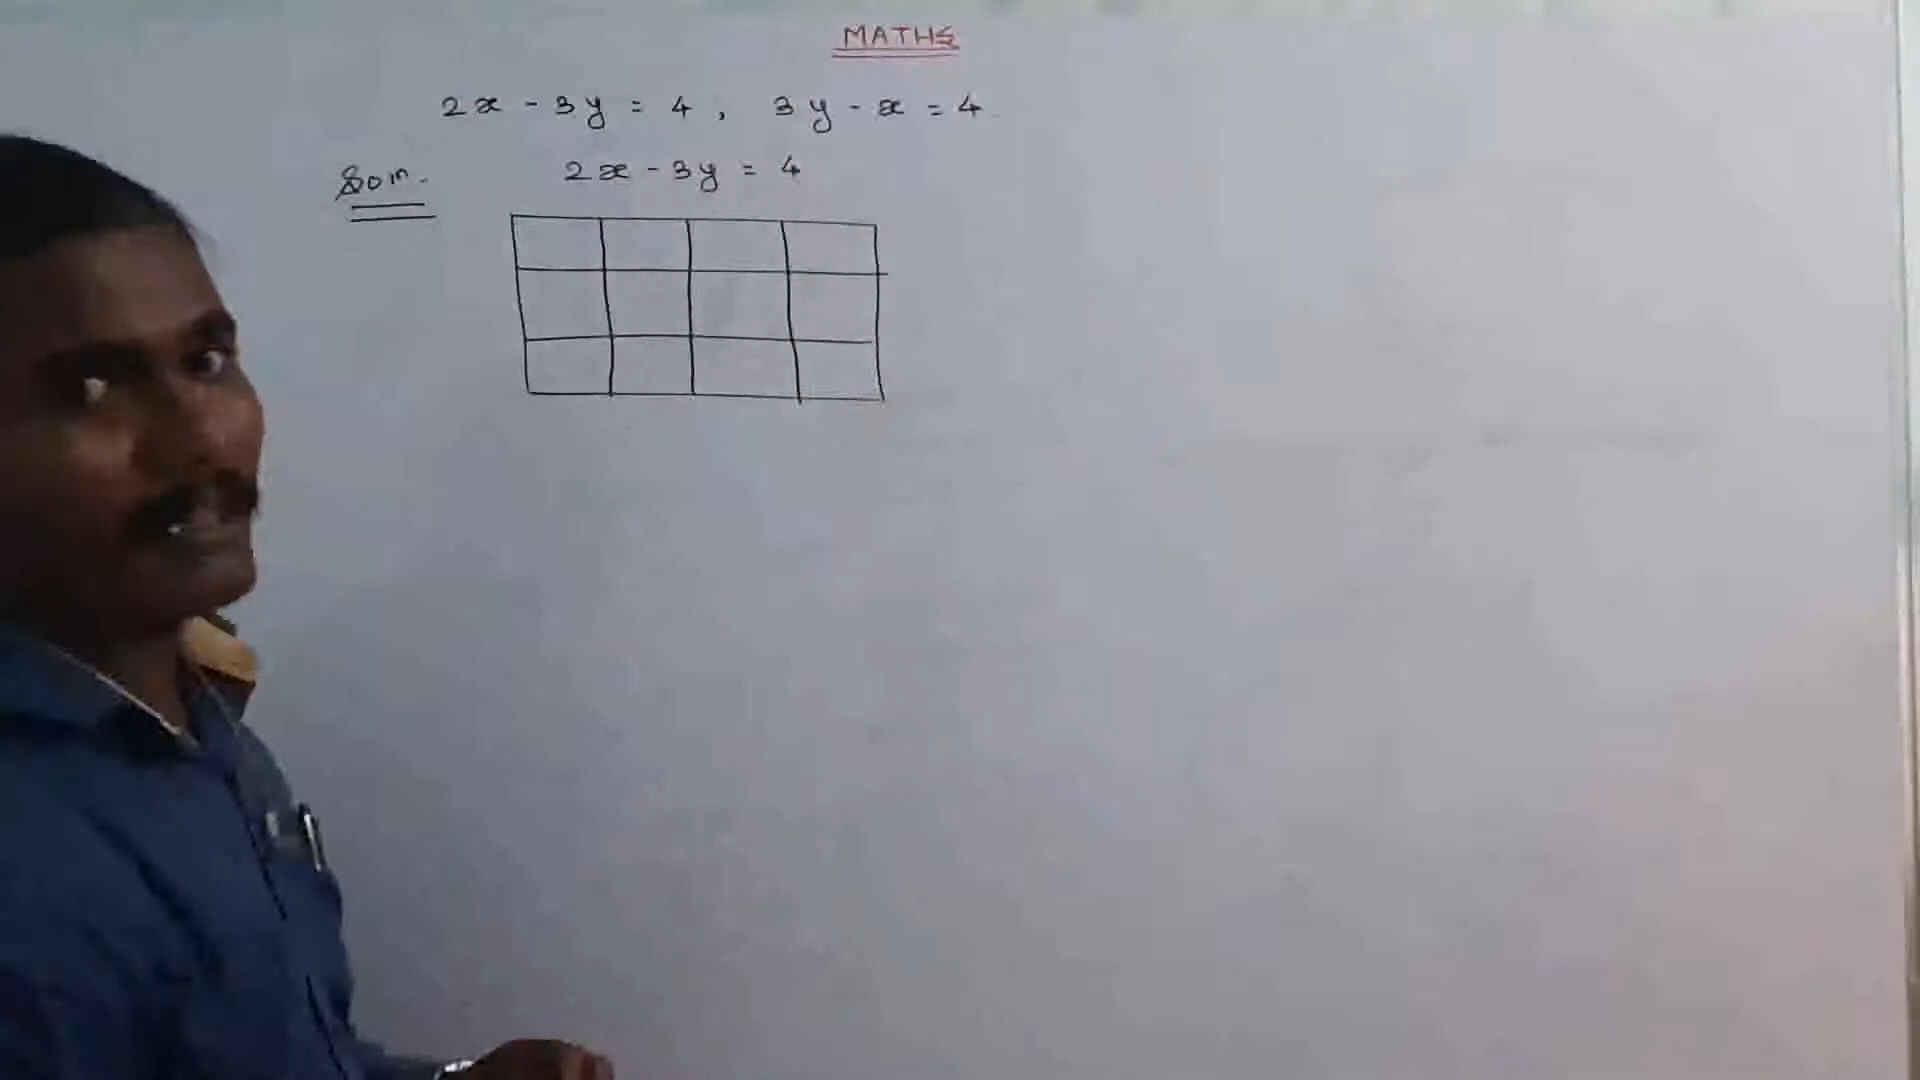 MATHS
2x - 3y = 4, 3y - x = 4
Soln.
2x - 3y = 4